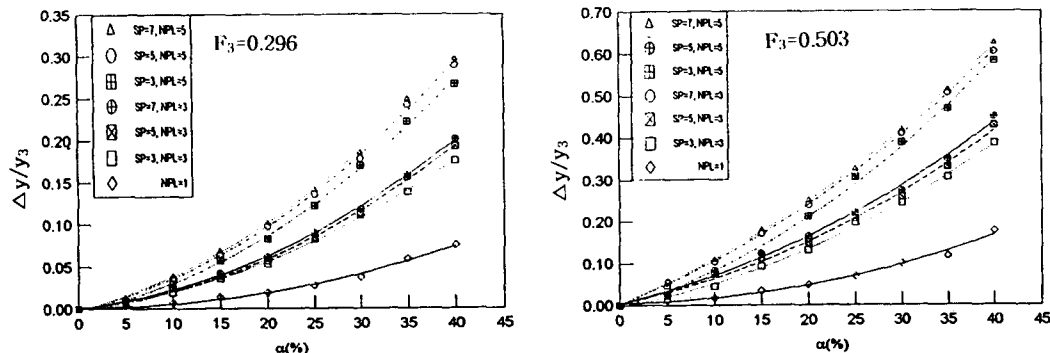 0.35
0.30
0.25
0.20
0.15
0.10
0.05
0.00
△y/y₃
SP=7, NPL=5
SP=5, NPL=5
SP=3, NPL=5
SP=7, NPL=3
SP=5, NPL=3
SP=3, NPL=3
NPL=1
F₃=0.296
0 5 10 15 20 25 30 35 40 45
α(%)
0.70
0.60
0.50
0.40
0.30
0.20
0.10
0.00
△y/y₃
SP=7, NPL=5
SP=5, NPL=5
SP=3, NPL=5
SP=7, NPL=3
SP=5, NPL=3
SP=3, NPL=3
NPL=1
F₃=0.503
0 5 10 15 20 25 30 35 40 45
α(%)